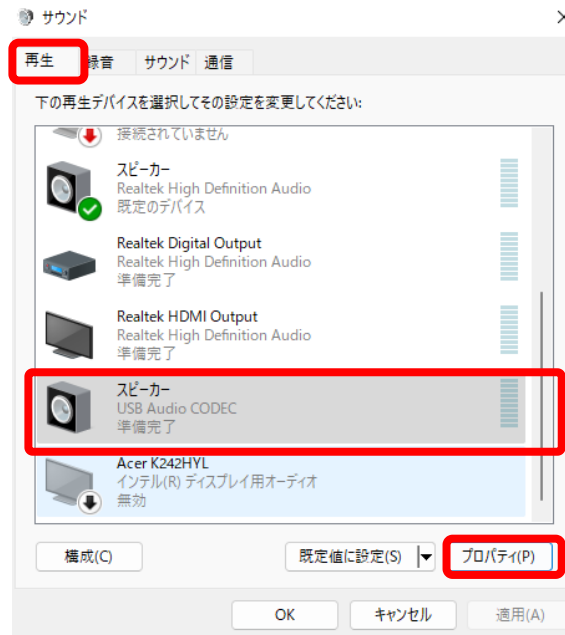 サウンド
再生 録音 サウンド 通信
下の再生デバイスを選択してその設定を変更してください:
接続されていません
スピーカー
Realtek High Definition Audio
既定のデバイス
Realtek Digital Output
Realtek High Definition Audio
準備完了
Realtek HDMI Output
Realtek High Definition Audio
準備完了
スピーカー
USB Audio CODEC
準備完了
Acer K242HYL
インテル(R) ディスプレイ用オーディオ
無効
構成(C) 既定値に設定(S) プロパティ(P)
OK キャンセル 適用(A)